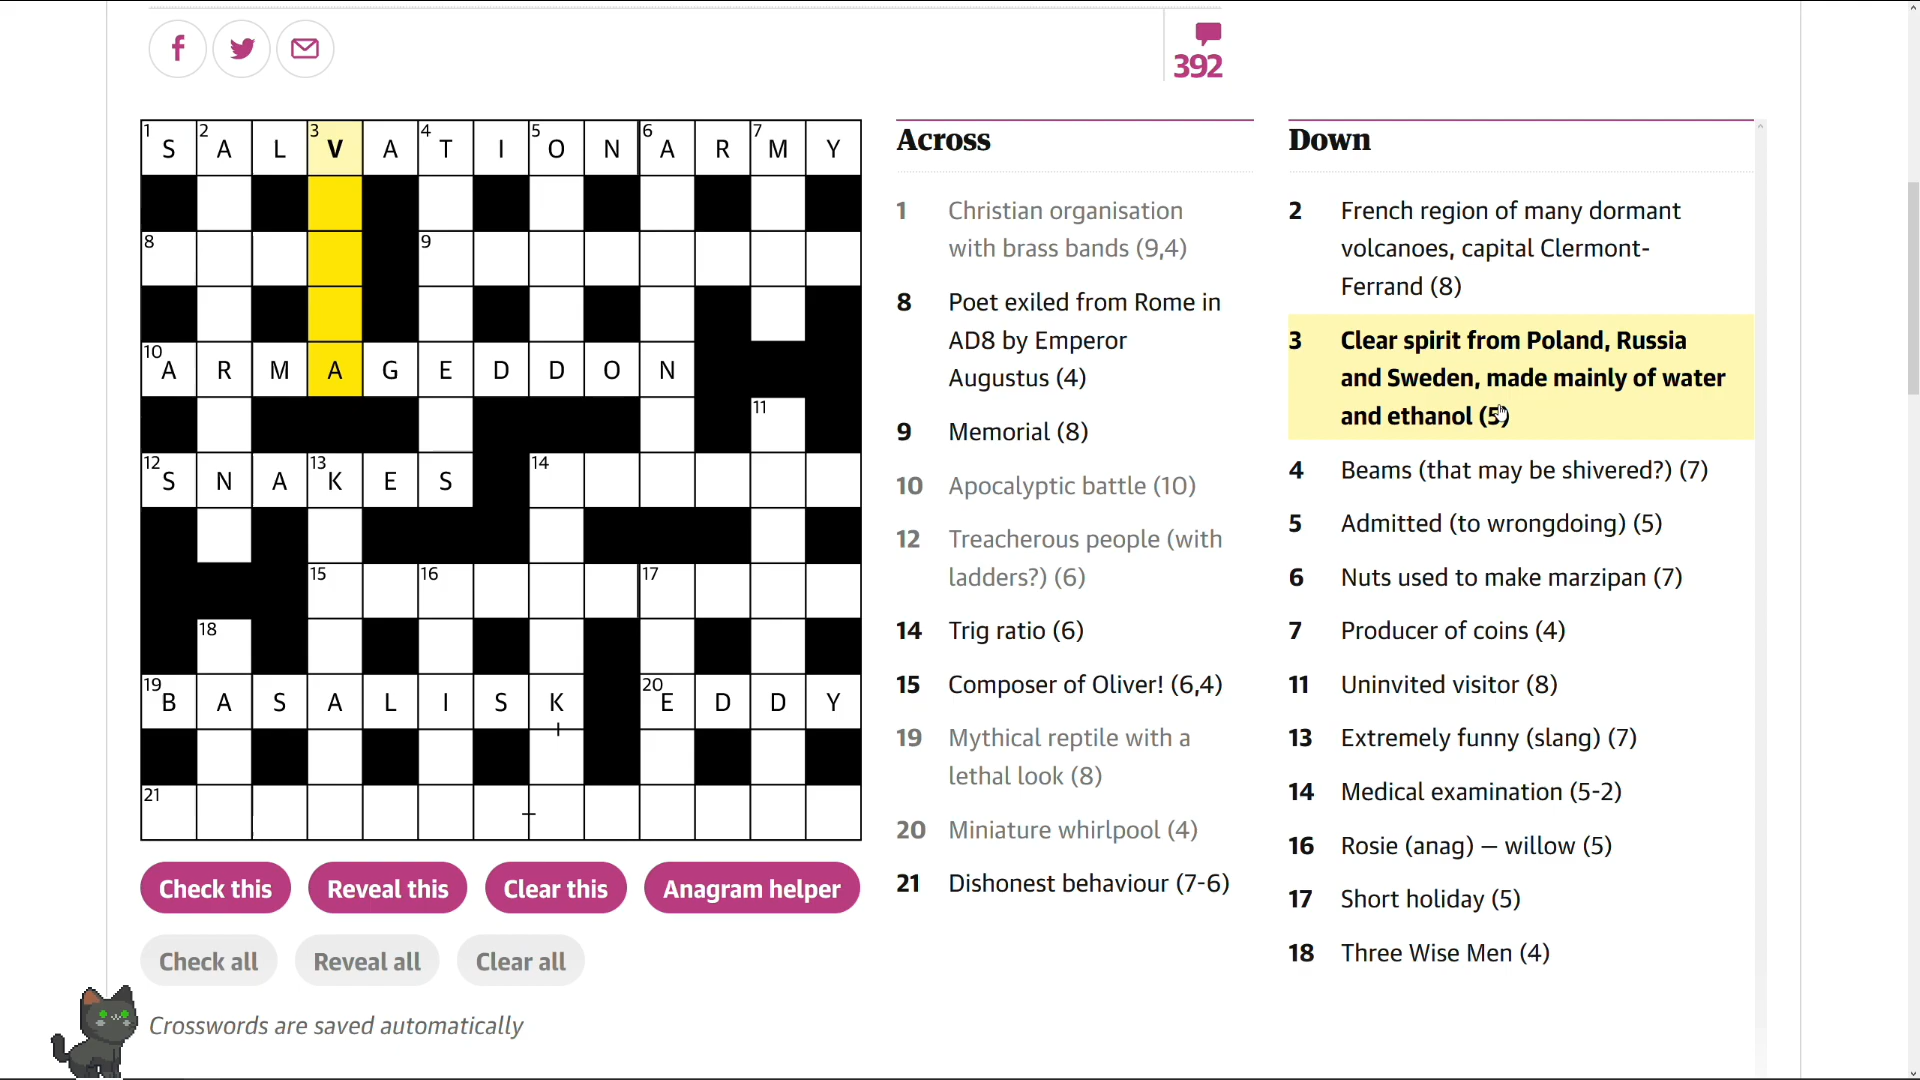 392
1 S 2 A L 3 V A 4 T I 5 O N 6 A R 7 M Y
8 9
10 A R M A G E D D O N
11
12 S N A 13 K E S 14
15 16 17
18
19 B A S A L I S K 20 E D D Y
21
Check this Reveal this Clear this Anagram helper
Check all Reveal all Clear all
Crosswords are saved automatically
Across
1 Christian organisation
with brass bands (9,4)
8 Poet exiled from Rome in
AD8 by Emperor
Augustus (4)
9 Memorial (8)
10 Apocalyptic battle (10)
12 Treacherous people (with
ladders?) (6)
14 Trig ratio (6)
15 Composer of Oliver! (6,4)
19 Mythical reptile with a
lethal look (8)
20 Miniature whirlpool (4)
21 Dishonest behaviour (7-6)
Down
2 French region of many dormant
volcanoes, capital Clermont-
Ferrand (8)
3 Clear spirit from Poland, Russia
and Sweden, made mainly of water
and ethanol (5)
4 Beams (that may be shivered?) (7)
5 Admitted (to wrongdoing) (5)
6 Nuts used to make marzipan (7)
7 Producer of coins (4)
11 Uninvited visitor (8)
13 Extremely funny (slang) (7)
14 Medical examination (5-2)
16 Rosie (anag) — willow (5)
17 Short holiday (5)
18 Three Wise Men (4)